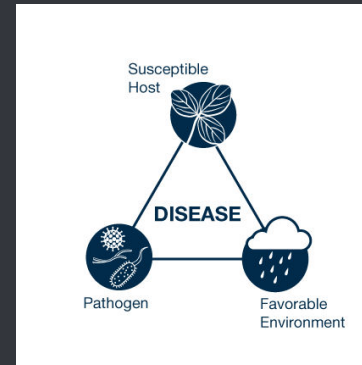 Susceptible
Host
DISEASE
Pathogen
Favorable
Environment